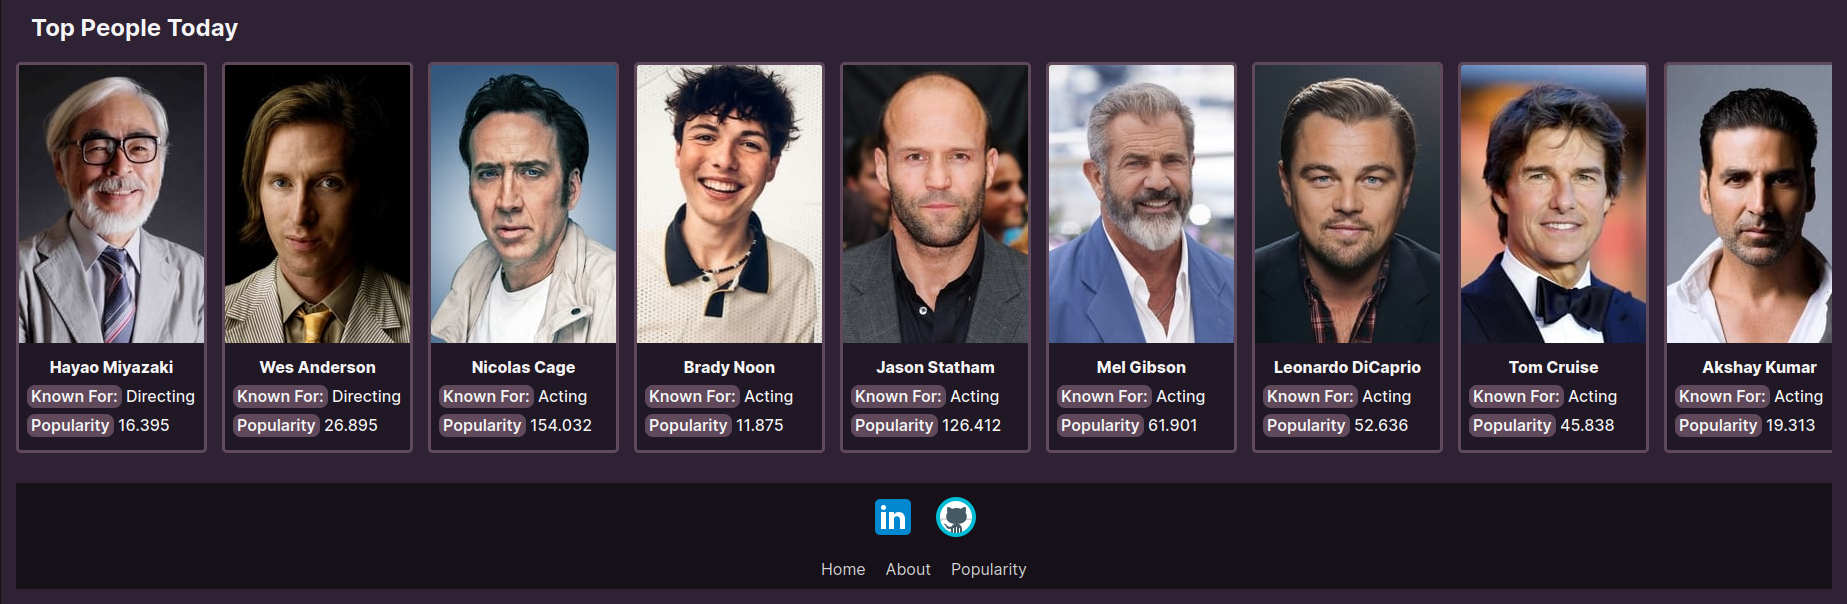 Top People Today
Hayao Miyazaki
Known For: Directing
Popularity 16.395
Wes Anderson
Known For: Directing
Popularity 26.895
Nicolas Cage
Known For: Acting
Popularity 154.032
Brady Noon
Known For: Acting
Popularity 11.875
Jason Statham
Known For: Acting
Popularity 126.412
Mel Gibson
Known For: Acting
Popularity 61.901
Leonardo DiCaprio
Known For: Acting
Popularity 52.636
Tom Cruise
Known For: Acting
Popularity 45.838
Akshay Kumar
Known For: Acting
Popularity 19.313
in
Home About Popularity